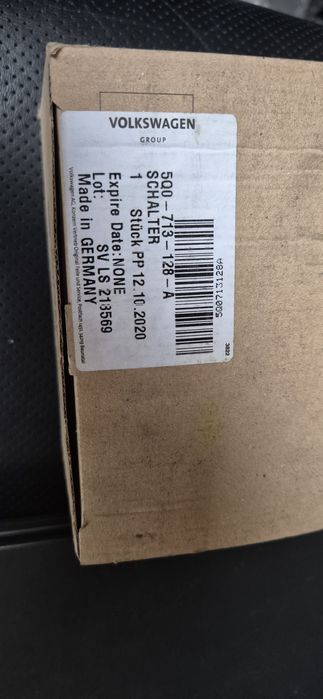 VOLKSWAGEN
GROUP
5Q0-713-128-A
SCHALTER
1 Stück PP 12.10.2020
Expire Date:NONE
Lot: SV LS 213569
Made in GERMANY
5Q0713128A
3822